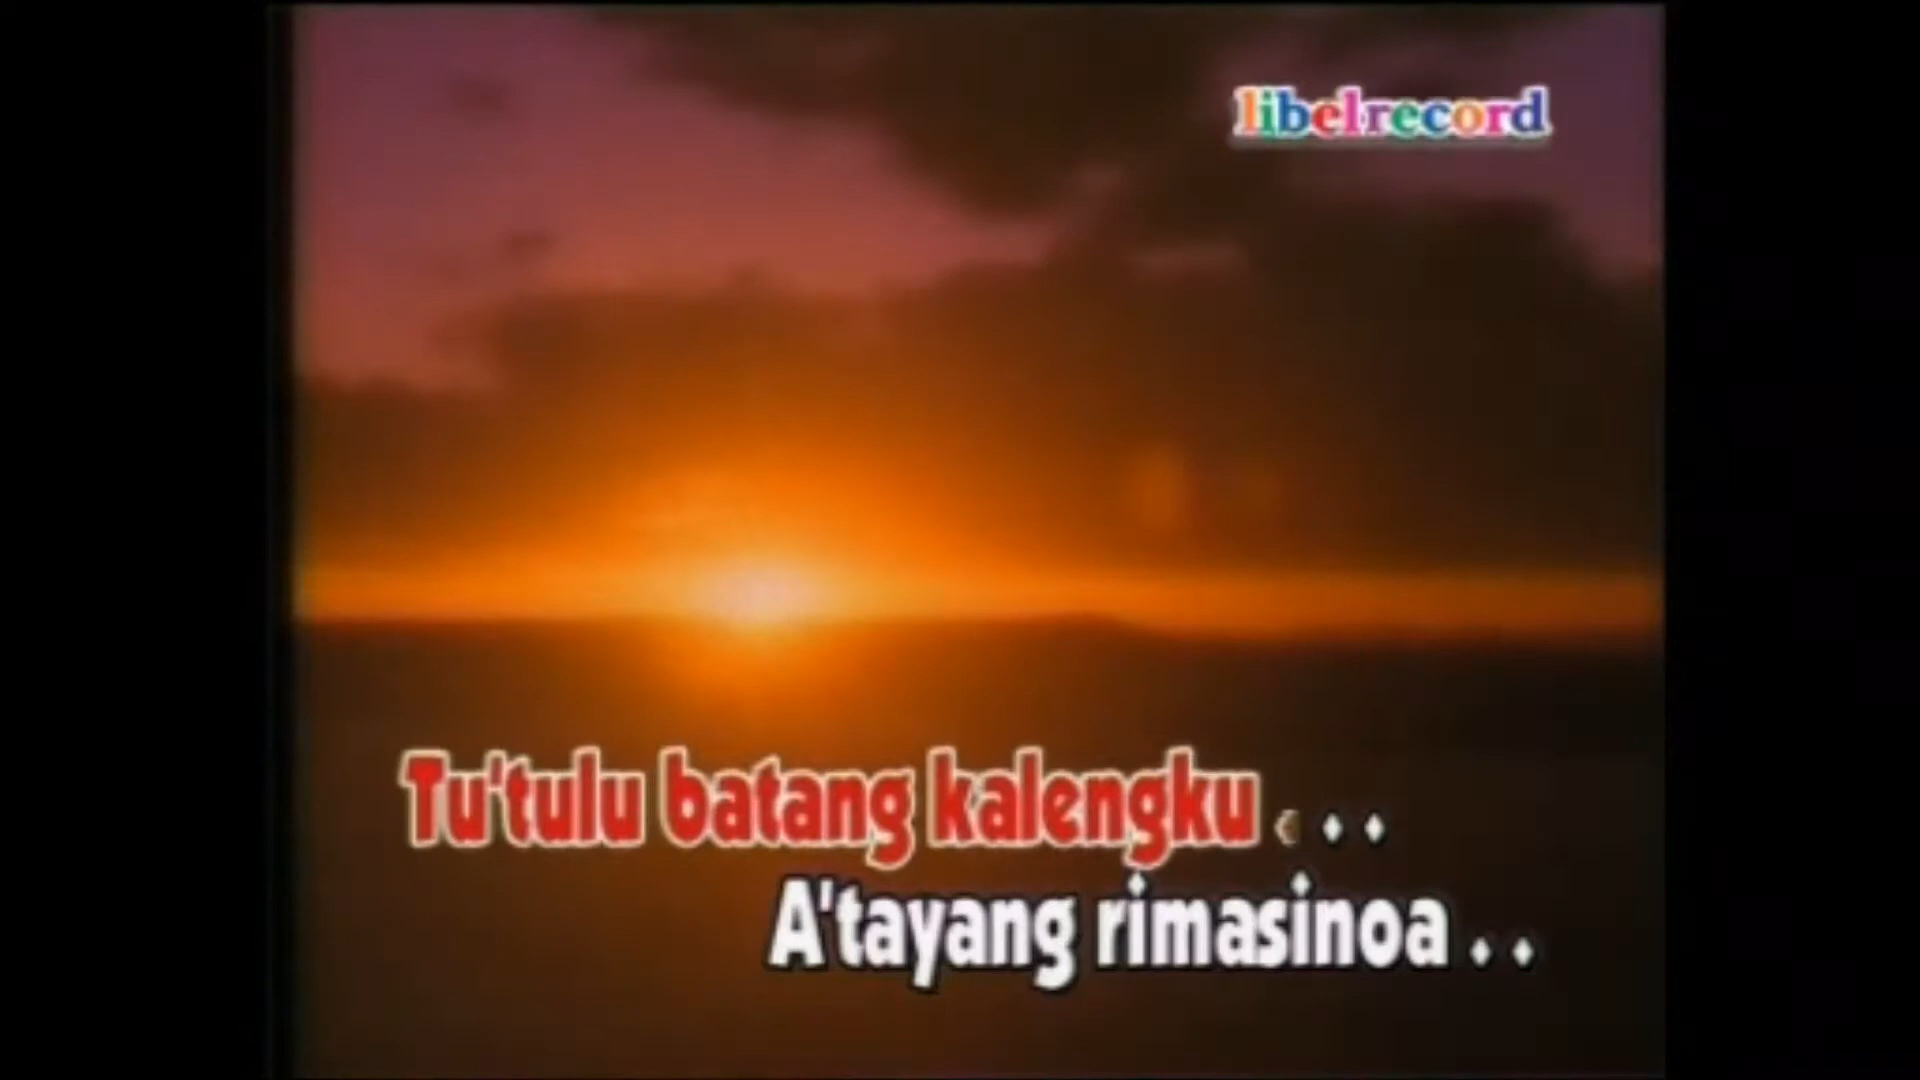 libelrecord
Tu'tulu batang kalengku . . .
A'tayang rimasinoa . .